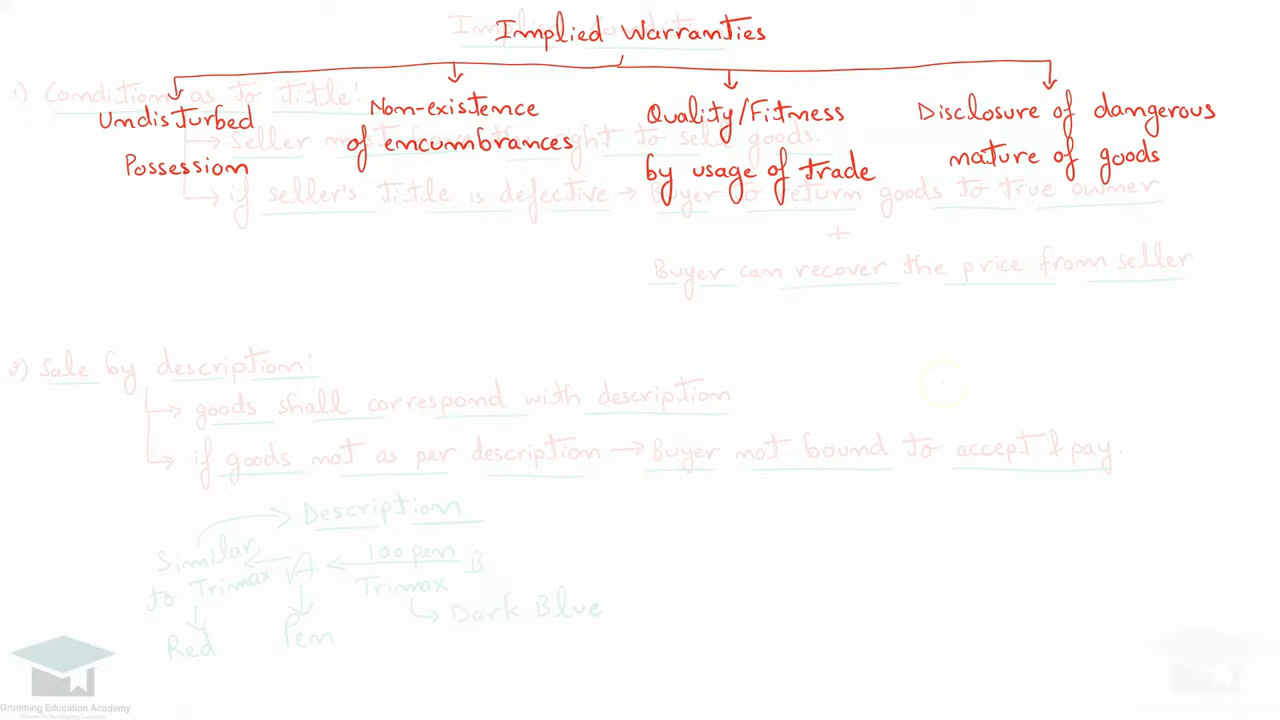 Implied Warranties
Undisturbed
Possession
Non-existence
of encumbrances
Quality/Fitness
by usage of trade
Disclosure of dangerous
nature of goods
1) Condition as to title:
→ Seller must have the right to sell goods.
→ if seller's title is defective → Buyer to return goods to true owner
+
Buyer can recover the price from seller
2) Sale by description:
→ goods shall correspond with description
→ if goods not as per description → Buyer not bound to accept & pay.
Description
Similar
to Trimax
A
100 pen
Trimax
B
Dark Blue
Red
Pen
Grooming Education Academy